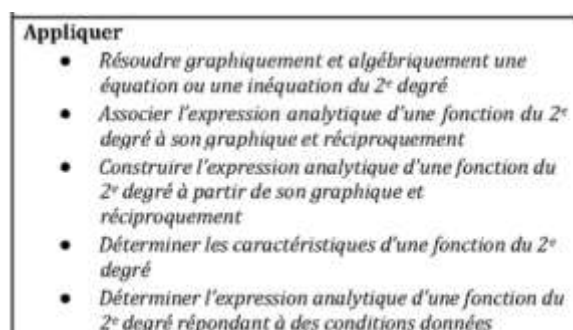 Appliquer
● Résoudre graphiquement et algébriquement une
équation ou une inéquation du 2e degré
● Associer l'expression analytique d'une fonction du 2e
degré à son graphique et réciproquement
● Construire l'expression analytique d'une fonction du
2e degré à partir de son graphique et
réciproquement
● Déterminer les caractéristiques d'une fonction du 2e
degré
● Déterminer l'expression analytique d'une fonction du
2e degré répondant à des conditions données